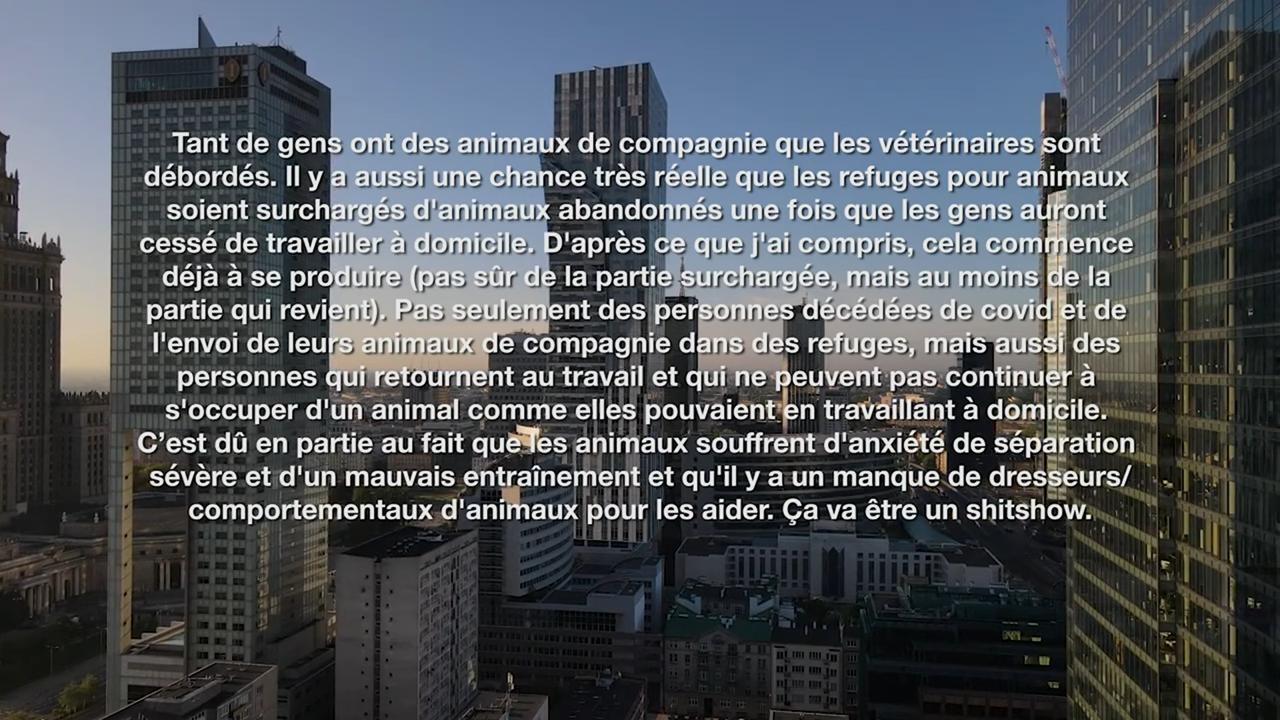 Tant de gens ont des animaux de compagnie que les vétérinaires sont
débordés. Il y a aussi une chance très réelle que les refuges pour animaux
soient surchargés d'animaux abandonnés une fois que les gens auront
cessé de travailler à domicile. D'après ce que j'ai compris, cela commence
déjà à se produire (pas sûr de la partie surchargée, mais au moins de la
partie qui revient). Pas seulement des personnes décédées de covid et de
l'envoi de leurs animaux de compagnie dans des refuges, mais aussi des
personnes qui retournent au travail et qui ne peuvent pas continuer à
s'occuper d'un animal comme elles pouvaient en travaillant à domicile.
C’est dû en partie au fait que les animaux souffrent d'anxiété de séparation
sévère et d'un mauvais entraînement et qu'il y a un manque de dresseurs/
comportementaux d'animaux pour les aider. Ça va être un shitshow.